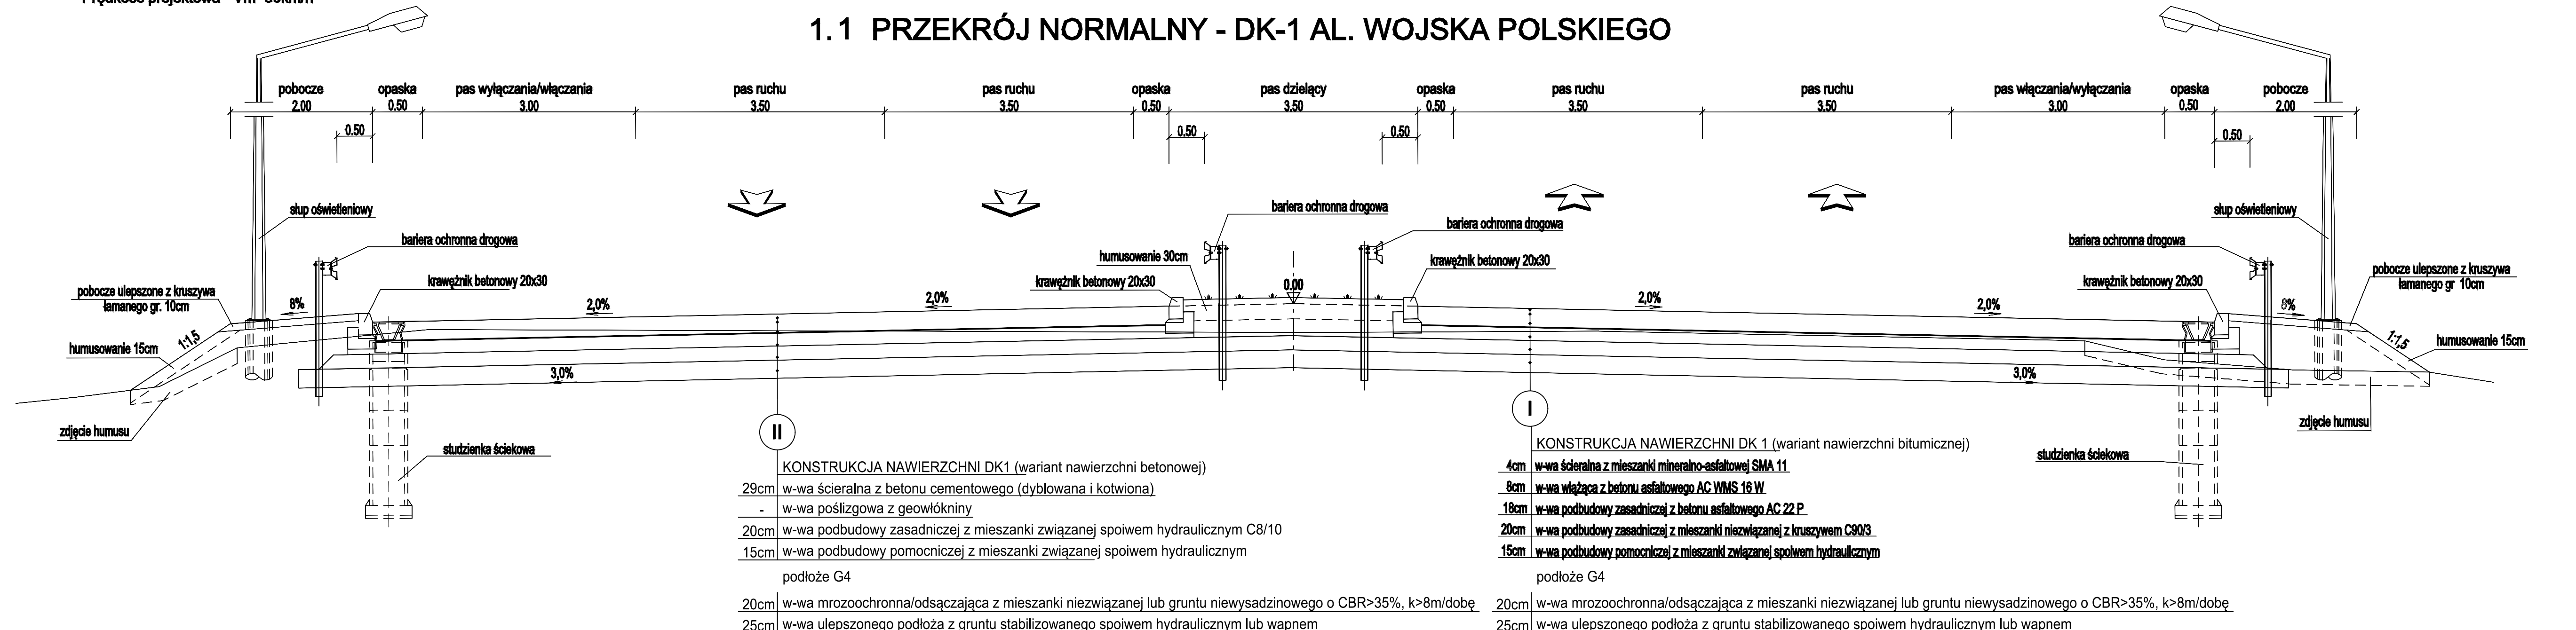 1.1 PRZEKRÓJ NORMALNY - DK-1 AL. WOJSKA POLSKIEGO
pobocze opaska pas wyłączania/włączania pas ruchu pas ruchu opaska pas dzielący opaska pas ruchu pas ruchu pas włączania/wyłączania opaska pobocze
2.00 0.50 3.00 3.50 3.50 0.50 3.50 0.50 3.50 3.50 3.00 0.50 2.00
0.50 0.50 0.50 0.50
słup oświetleniowy
bariera ochronna drogowa
krawężnik betonowy 20x30
pobocze ulepszone z kruszywa
łamanego gr. 10cm
8%
2,0%
2,0%
1:1,5
humusowanie 15cm
3,0%
zdjęcie humusu
studzienka ściekowa
bariera ochronna drogowa
humusowanie 30cm
krawężnik betonowy 20x30
0.00
bariera ochronna drogowa
krawężnik betonowy 20x30
2,0%
2,0%
słup oświetleniowy
bariera ochronna drogowa
krawężnik betonowy 20x30
pobocze ulepszone z kruszywa
łamanego gr 10cm
8%
1:1,5
humusowanie 15cm
3,0%
zdjęcie humusu
studzienka ściekowa
II
KONSTRUKCJA NAWIERZCHNI DK1 (wariant nawierzchni betonowej)
29cm w-wa ścieralna z betonu cementowego (dyblowana i kotwiona)
- w-wa poślizgowa z geowłókniny
20cm w-wa podbudowy zasadniczej z mieszanki związanej spoiwem hydraulicznym C8/10
15cm w-wa podbudowy pomocniczej z mieszanki związanej spoiwem hydraulicznym
podłoże G4
20cm w-wa mrozoochronna/odsączająca z mieszanki niezwiązanej lub gruntu niewysadzinowego o CBR>35%, k>8m/dobę
25cm w-wa ulepszonego podłoża z gruntu stabilizowanego spoiwem hydraulicznym lub wapnem
I
KONSTRUKCJA NAWIERZCHNI DK 1 (wariant nawierzchni bitumicznej)
4cm w-wa ścieralna z mieszanki mineralno-asfaltowej SMA 11
8cm w-wa wiążąca z betonu asfaltowego AC WMS 16 W
18cm w-wa podbudowy zasadniczej z betonu asfaltowego AC 22 P
20cm w-wa podbudowy zasadniczej z mieszanki niezwiązanej z kruszywem C90/3
15cm w-wa podbudowy pomocniczej z mieszanki związanej spoiwem hydraulicznym
podłoże G4
20cm w-wa mrozoochronna/odsączająca z mieszanki niezwiązanej lub gruntu niewysadzinowego o CBR>35%, k>8m/dobę
25cm w-wa ulepszonego podłoża z gruntu stabilizowanego spoiwem hydraulicznym lub wapnem